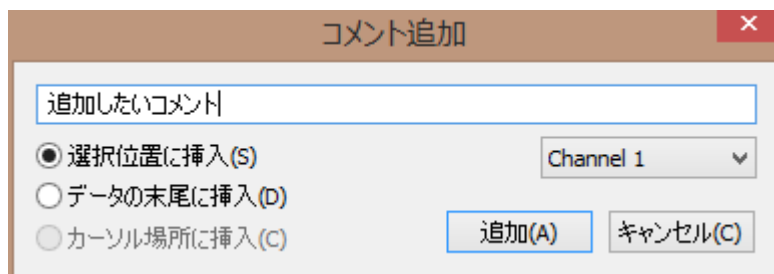 コメント追加
追加したいコメント
選択位置に挿入(S)
Channel 1
データの末尾に挿入(D)
カーソル場所に挿入(C)
追加(A)
キャンセル(C)